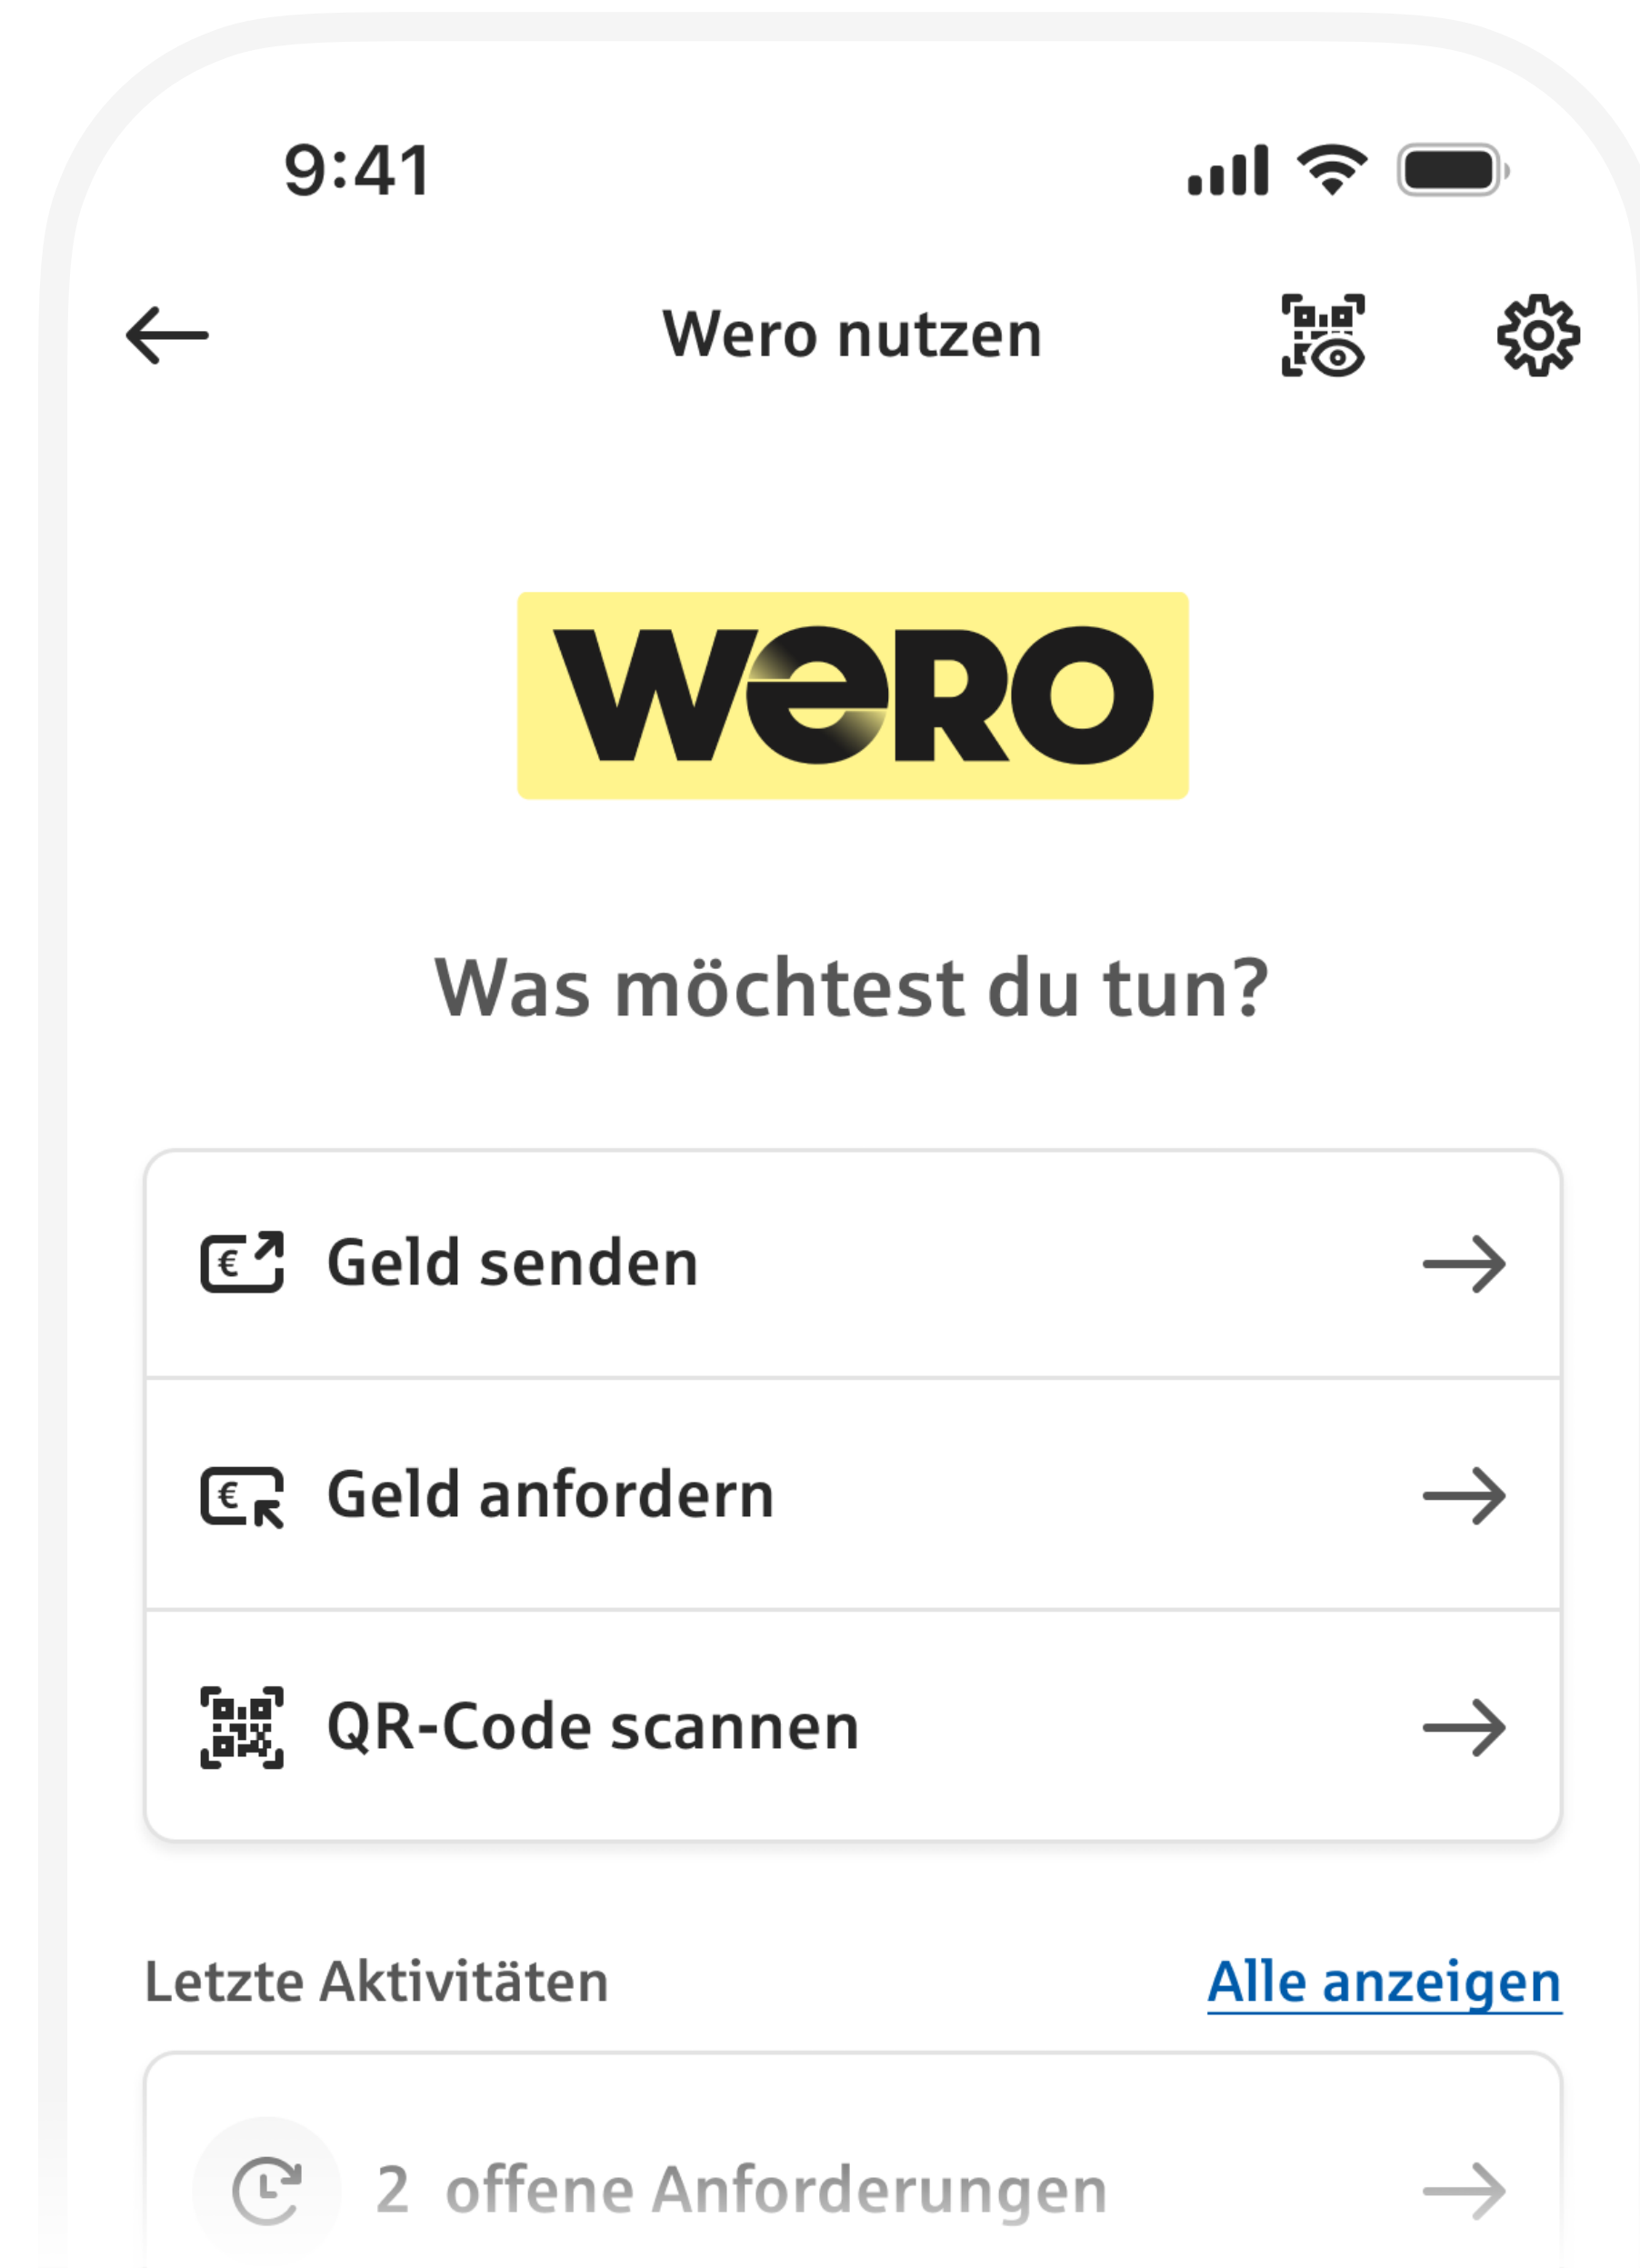 9:41
Wero nutzen
weRO
Was möchtest du tun?
€ Geld senden
€ Geld anfordern
QR-Code scannen
Letzte Aktivitäten Alle anzeigen
2 offene Anforderungen